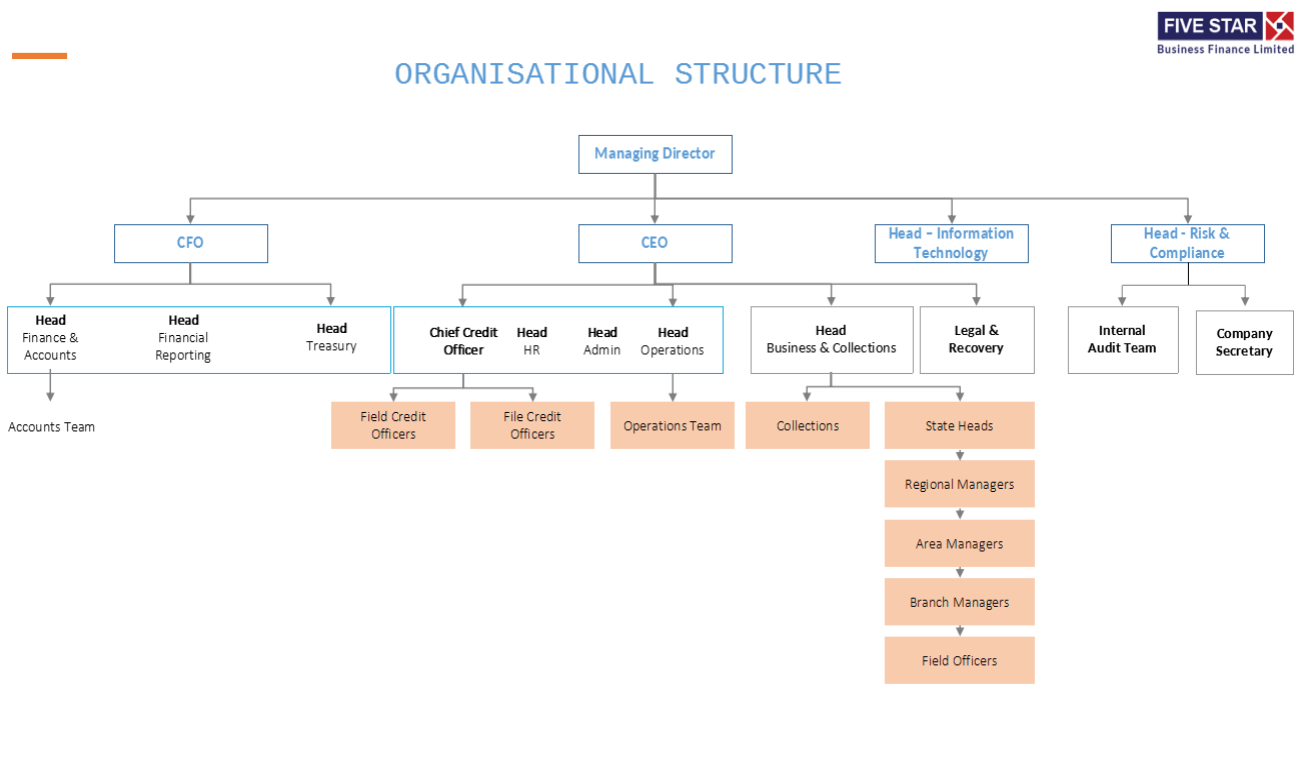 FIVE STAR
Business Finance Limited
ORGANISATIONAL STRUCTURE
Managing Director
CFO
CEO
Head – Information
Technology
Head - Risk &
Compliance
Head
Finance &
Accounts
Head
Financial
Reporting
Head
Treasury
Chief Credit
Officer
Head
HR
Head
Admin
Head
Operations
Head
Business & Collections
Legal &
Recovery
Internal
Audit Team
Company
Secretary
Accounts Team
Field Credit
Officers
File Credit
Officers
Operations Team
Collections
State Heads
Regional Managers
Area Managers
Branch Managers
Field Officers